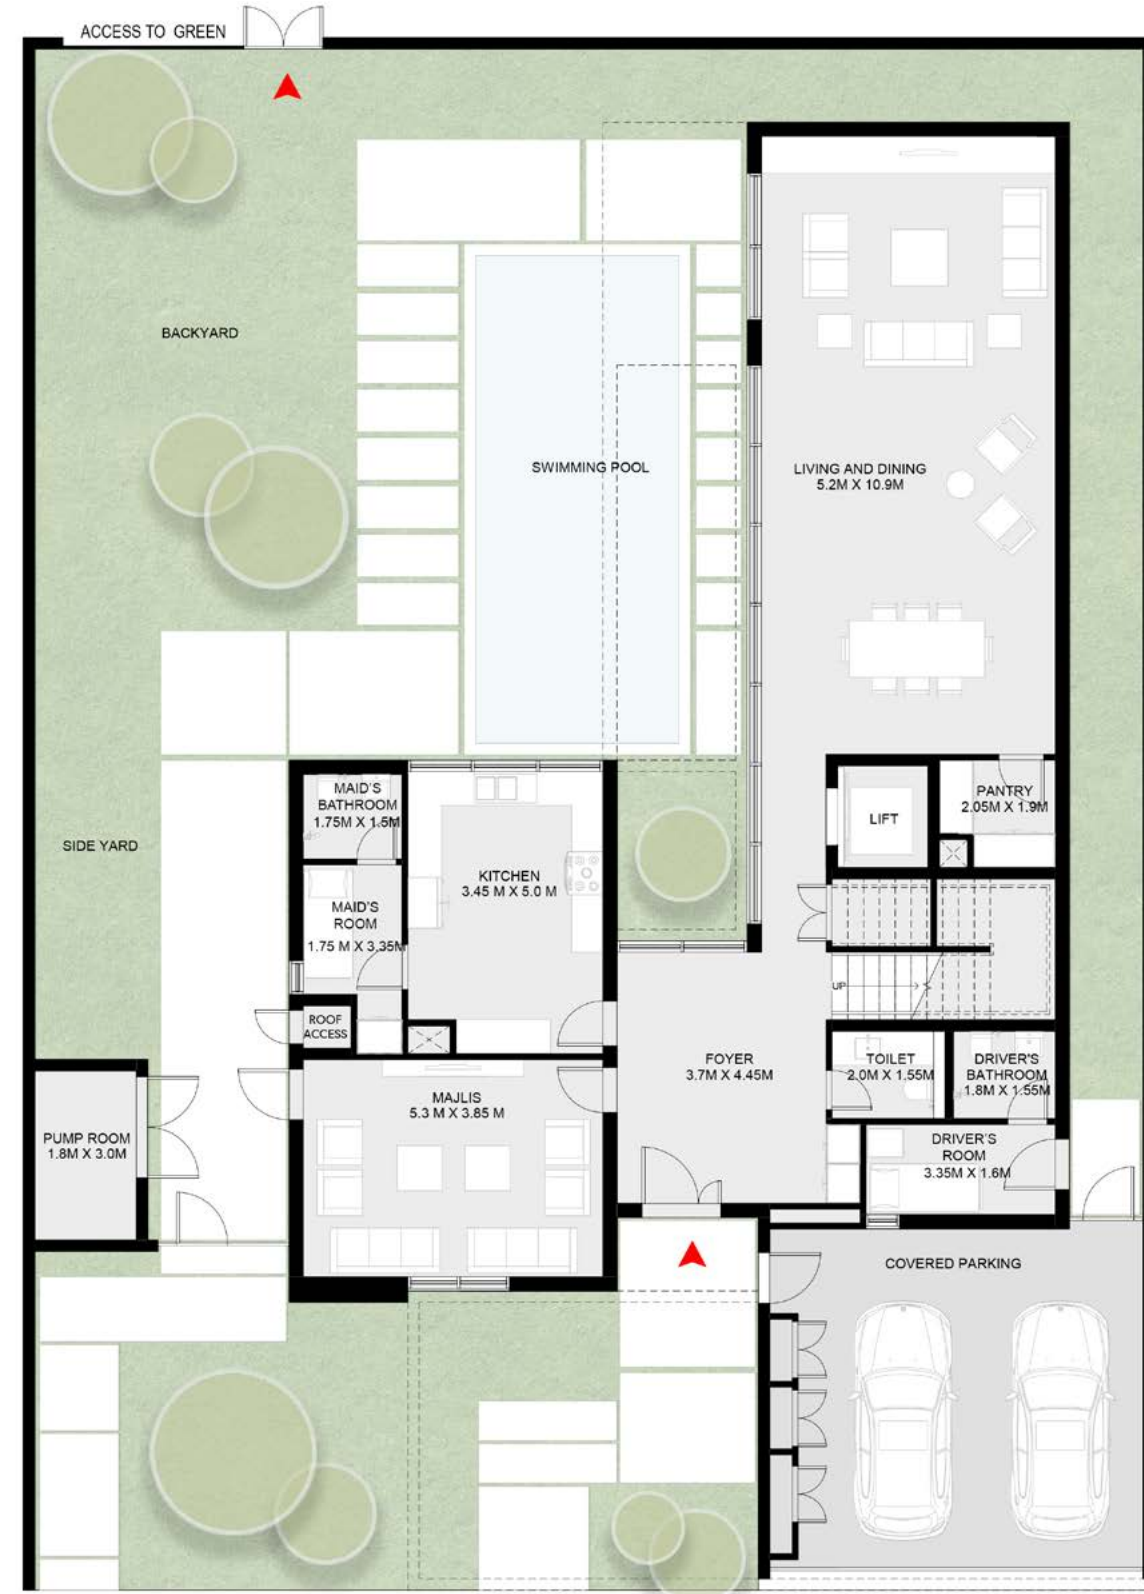 ACCESS TO GREEN
BACKYARD
SWIMMING POOL
LIVING AND DINING
5.2M X 10.9M
MAID'S
BATHROOM
1.75M X 1.5M
PANTRY
2.05M X 1.9M
LIFT
SIDE YARD
KITCHEN
3.45 M X 5.0 M
MAID'S
ROOM
1.75 M X 3.35M
UP
ROOF
ACCESS
FOYER
3.7M X 4.45M
TOILET
2.0M X 1.55M
DRIVER'S
BATHROOM
1.8M X 1.55M
MAJLIS
5.3 M X 3.85 M
PUMP ROOM
1.8M X 3.0M
DRIVER'S
ROOM
3.35M X 1.6M
COVERED PARKING